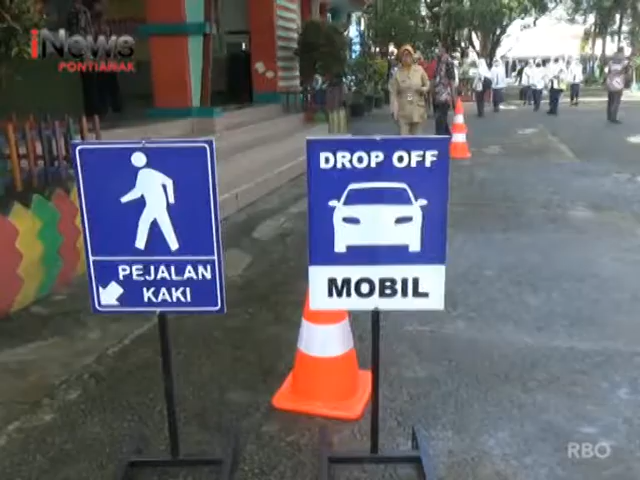 iNews
PONTIANAK
PEJALAN
KAKI
DROP OFF
MOBIL
RBO